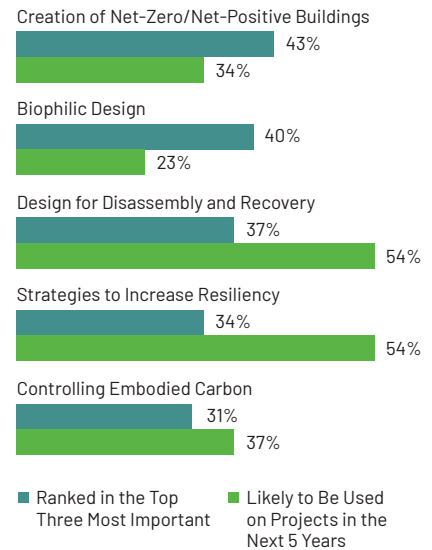 Creation of Net-Zero/Net-Positive Buildings
43%
34%
Biophilic Design
40%
23%
Design for Disassembly and Recovery
37%
54%
Strategies to Increase Resiliency
34%
54%
Controlling Embodied Carbon
31%
37%
Ranked in the Top
Three Most Important
Likely to Be Used
on Projects in the
Next 5 Years